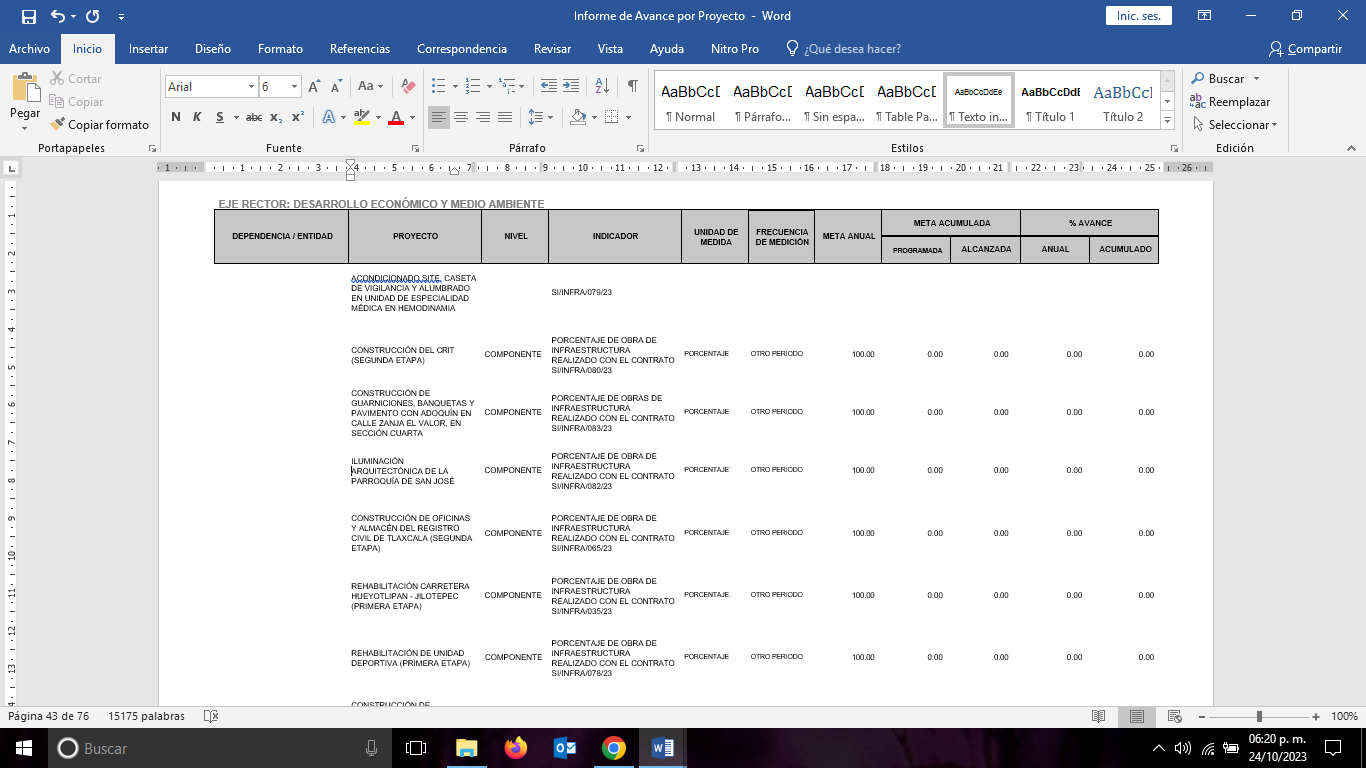 Informe de Avance por Proyecto - Word
Inic. ses.
Archivo Inicio Insertar Diseño Formato Referencias Correspondencia Revisar Vista Ayuda Nitro Pro ¿Qué desea hacer? Compartir
Pegar
Cortar
Copiar
Copiar formato
Portapapeles
Arial 6
N K S abc x₂ x²
Fuente
Párrafo
AaBbCcDd AaBbCcDd AaBbCcDd AaBbCcDd AaBbCcDdEe AaBbCcDdE AaBbCcI
¶ Normal ¶ Párrafo... ¶ Sin espa... ¶ Table Pa... ¶ Texto in... ¶ Título 1 Título 2
Estilos
Buscar
Reemplazar
Seleccionar
Edición
EJE RECTOR: DESARROLLO ECONÓMICO Y MEDIO AMBIENTE
DEPENDENCIA / ENTIDAD PROYECTO NIVEL INDICADOR UNIDAD DE MEDIDA FRECUENCIA DE MEDICIÓN META ANUAL META ACUMULADA % AVANCE
PROGRAMADA ALCANZADA ANUAL ACUMULADO
ACONDICIONADO SITE, CASETA
DE VIGILANCIA Y ALUMBRADO
EN UNIDAD DE ESPECIALIDAD
MÉDICA EN HEMODINAMIA
SI/INFRA/079/23
CONSTRUCCIÓN DEL CRIT
(SEGUNDA ETAPA)
COMPONENTE
PORCENTAJE DE OBRA DE
INFRAESTRUCTURA
REALIZADO CON EL CONTRATO
SI/INFRA/080/23
PORCENTAJE OTRO PERIODO 100.00 0.00 0.00 0.00 0.00
CONSTRUCCIÓN DE
GUARNICIONES, BANQUETAS Y
PAVIMENTO CON ADOQUÍN EN
CALLE ZANJA EL VALOR, EN
SECCIÓN CUARTA
COMPONENTE
PORCENTAJE DE OBRAS DE
INFRAESTRUCTURA
REALIZADO CON EL CONTRATO
SI/INFRA/083/23
PORCENTAJE OTRO PERIODO 100.00 0.00 0.00 0.00 0.00
ILUMINACIÓN
ARQUITECTÓNICA DE LA
PARROQUÍA DE SAN JOSÉ
COMPONENTE
PORCENTAJE DE OBRA DE
INFRAESTRUCTURA
REALIZADO CON EL CONTRATO
SI/INFRA/082/23
PORCENTAJE OTRO PERIODO 100.00 0.00 0.00 0.00 0.00
CONSTRUCCIÓN DE OFICINAS
Y ALMACÉN DEL REGISTRO
CIVIL DE TLAXCALA (SEGUNDA
ETAPA)
COMPONENTE
PORCENTAJE DE OBRA DE
INFRAESTRUCTURA
REALIZADO CON EL CONTRATO
SI/INFRA/065/23
PORCENTAJE OTRO PERIODO 100.00 0.00 0.00 0.00 0.00
REHABILITACIÓN CARRETERA
HUEYOTLIPAN - JILOTEPEC
(PRIMERA ETAPA)
COMPONENTE
PORCENTAJE DE OBRA DE
INFRAESTRUCTURA
REALIZADO CON EL CONTRATO
SI/INFRA/035/23
PORCENTAJE OTRO PERIODO 100.00 0.00 0.00 0.00 0.00
REHABILITACIÓN DE UNIDAD
DEPORTIVA (PRIMERA ETAPA)
COMPONENTE
PORCENTAJE DE OBRA DE
INFRAESTRUCTURA
REALIZADO CON EL CONTRATO
SI/INFRA/078/23
PORCENTAJE OTRO PERIODO 100.00 0.00 0.00 0.00 0.00
CONSTRUCCIÓN DE
Página 43 de 76 15175 palabras 100%
Buscar
06:20 p. m.
24/10/2023